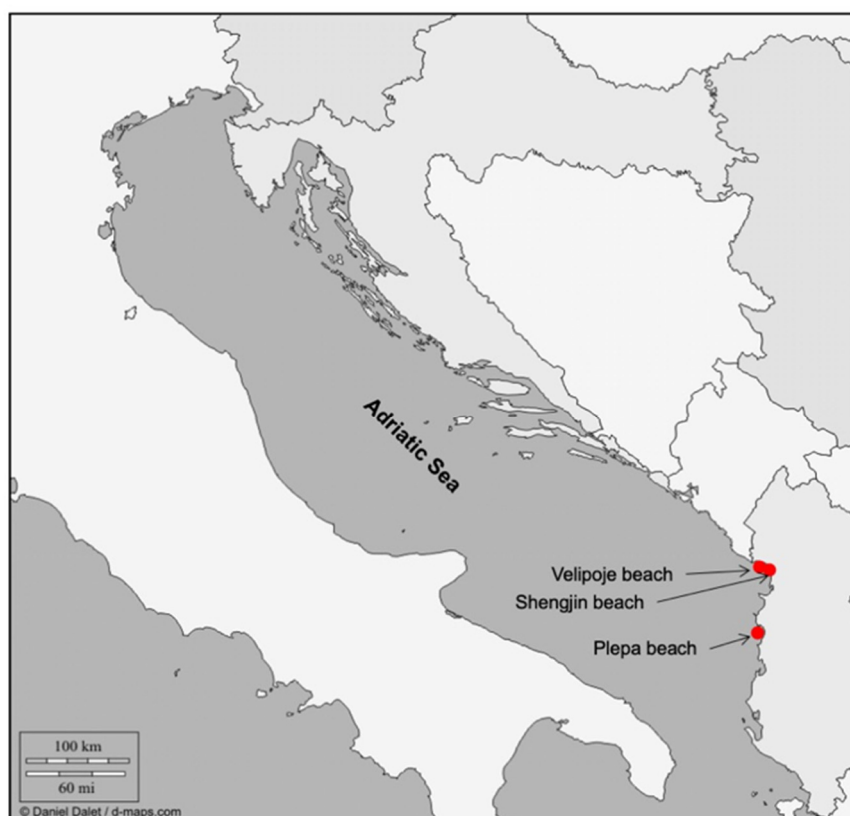 Adriatic Sea
Velipoje beach
Shengjin beach
Plepa beach
100 km
60 mi
© Daniel Dalet / d-maps.com